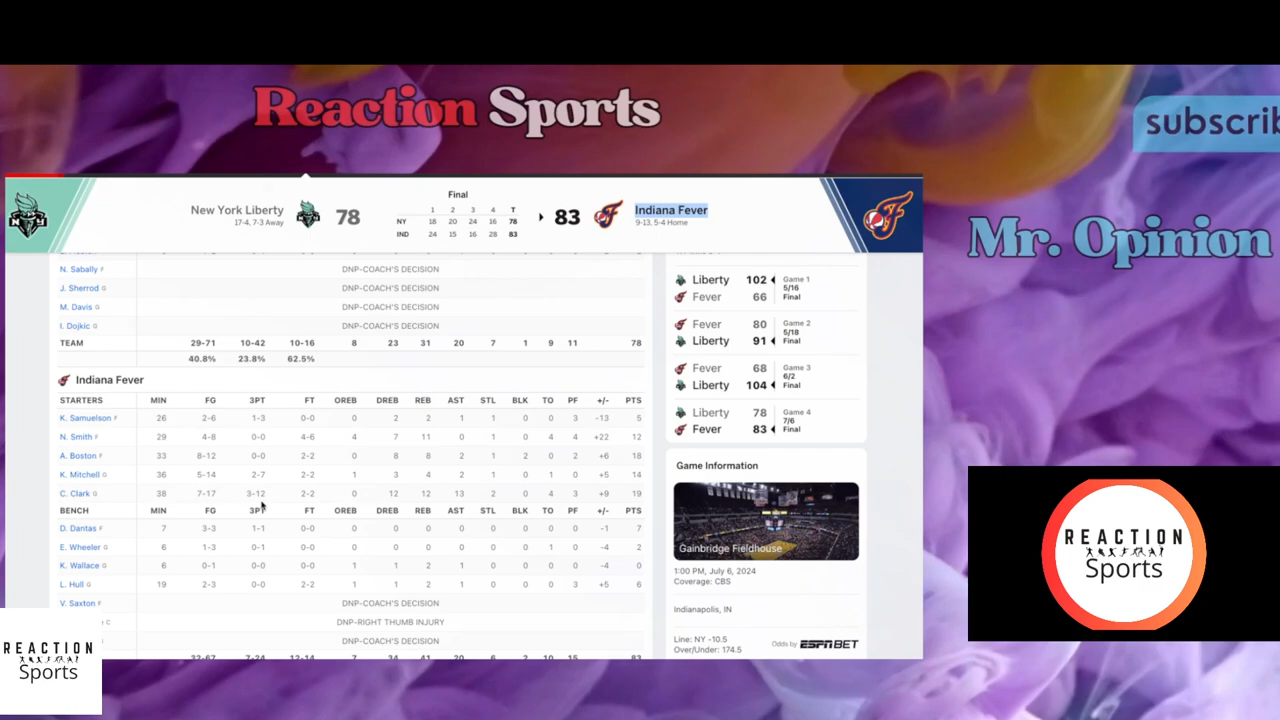 Reaction Sports
subscrib
Mr. Opinion
Final
New York Liberty 78
17-4, 7-3 Away
1 2 3 4 T
NY 18 20 24 16 78
IND 24 15 16 28 83
83 Indiana Fever
9-13, 5-4 Home
N. Sabally F DNP-COACH'S DECISION
J. Sherrod G DNP-COACH'S DECISION
M. Davis G DNP-COACH'S DECISION
I. Dojkic G DNP-COACH'S DECISION
TEAM 29-71 10-42 10-16 8 23 31 20 7 1 9 11 78
40.8% 23.8% 62.5%
Indiana Fever
STARTERS MIN FG 3PT FT OREB DREB REB AST STL BLK TO PF +/- PTS
K. Samuelson F 26 2-6 1-3 0-0 0 2 2 1 1 0 0 3 -13 5
N. Smith F 29 4-8 0-0 4-6 4 7 11 0 1 0 4 4 +22 12
A. Boston F 33 8-12 0-0 2-2 0 8 8 2 1 2 0 2 +6 18
K. Mitchell G 36 5-14 2-7 2-2 1 3 4 2 1 0 1 0 +5 14
C. Clark G 38 7-17 3-12 2-2 0 12 12 13 2 0 4 3 +9 19
BENCH MIN FG 3PT FT OREB DREB REB AST STL BLK TO PF +/- PTS
D. Dantas F 7 3-3 1-1 0-0 0 0 0 0 0 0 0 0 -1 7
E. Wheeler G 6 1-3 0-1 0-0 0 0 0 0 0 0 1 0 -4 2
K. Wallace G 6 0-1 0-0 0-0 1 1 2 1 0 0 0 0 -4 0
L. Hull G 19 2-3 0-0 2-2 1 1 2 1 0 0 0 3 +5 6
V. Saxton F DNP-COACH'S DECISION
C DNP-RIGHT THUMB INJURY
DNP-COACH'S DECISION
32-67 7-24 12-14 7 34 41 20 6 2 10 15 83
Liberty 102 Game 1
Fever 66 5/16
Final
Fever 80 Game 2
Liberty 91 5/18
Final
Fever 68 Game 3
Liberty 104 6/2
Final
Liberty 78 Game 4
Fever 83 7/6
Final
Game Information
Gainbridge Fieldhouse
1:00 PM, July 6, 2024
Coverage: CBS
Indianapolis, IN
Line: NY -10.5
Over/Under: 174.5
Odds by ESPN BET
REACTION
Sports
REACTION
Sports